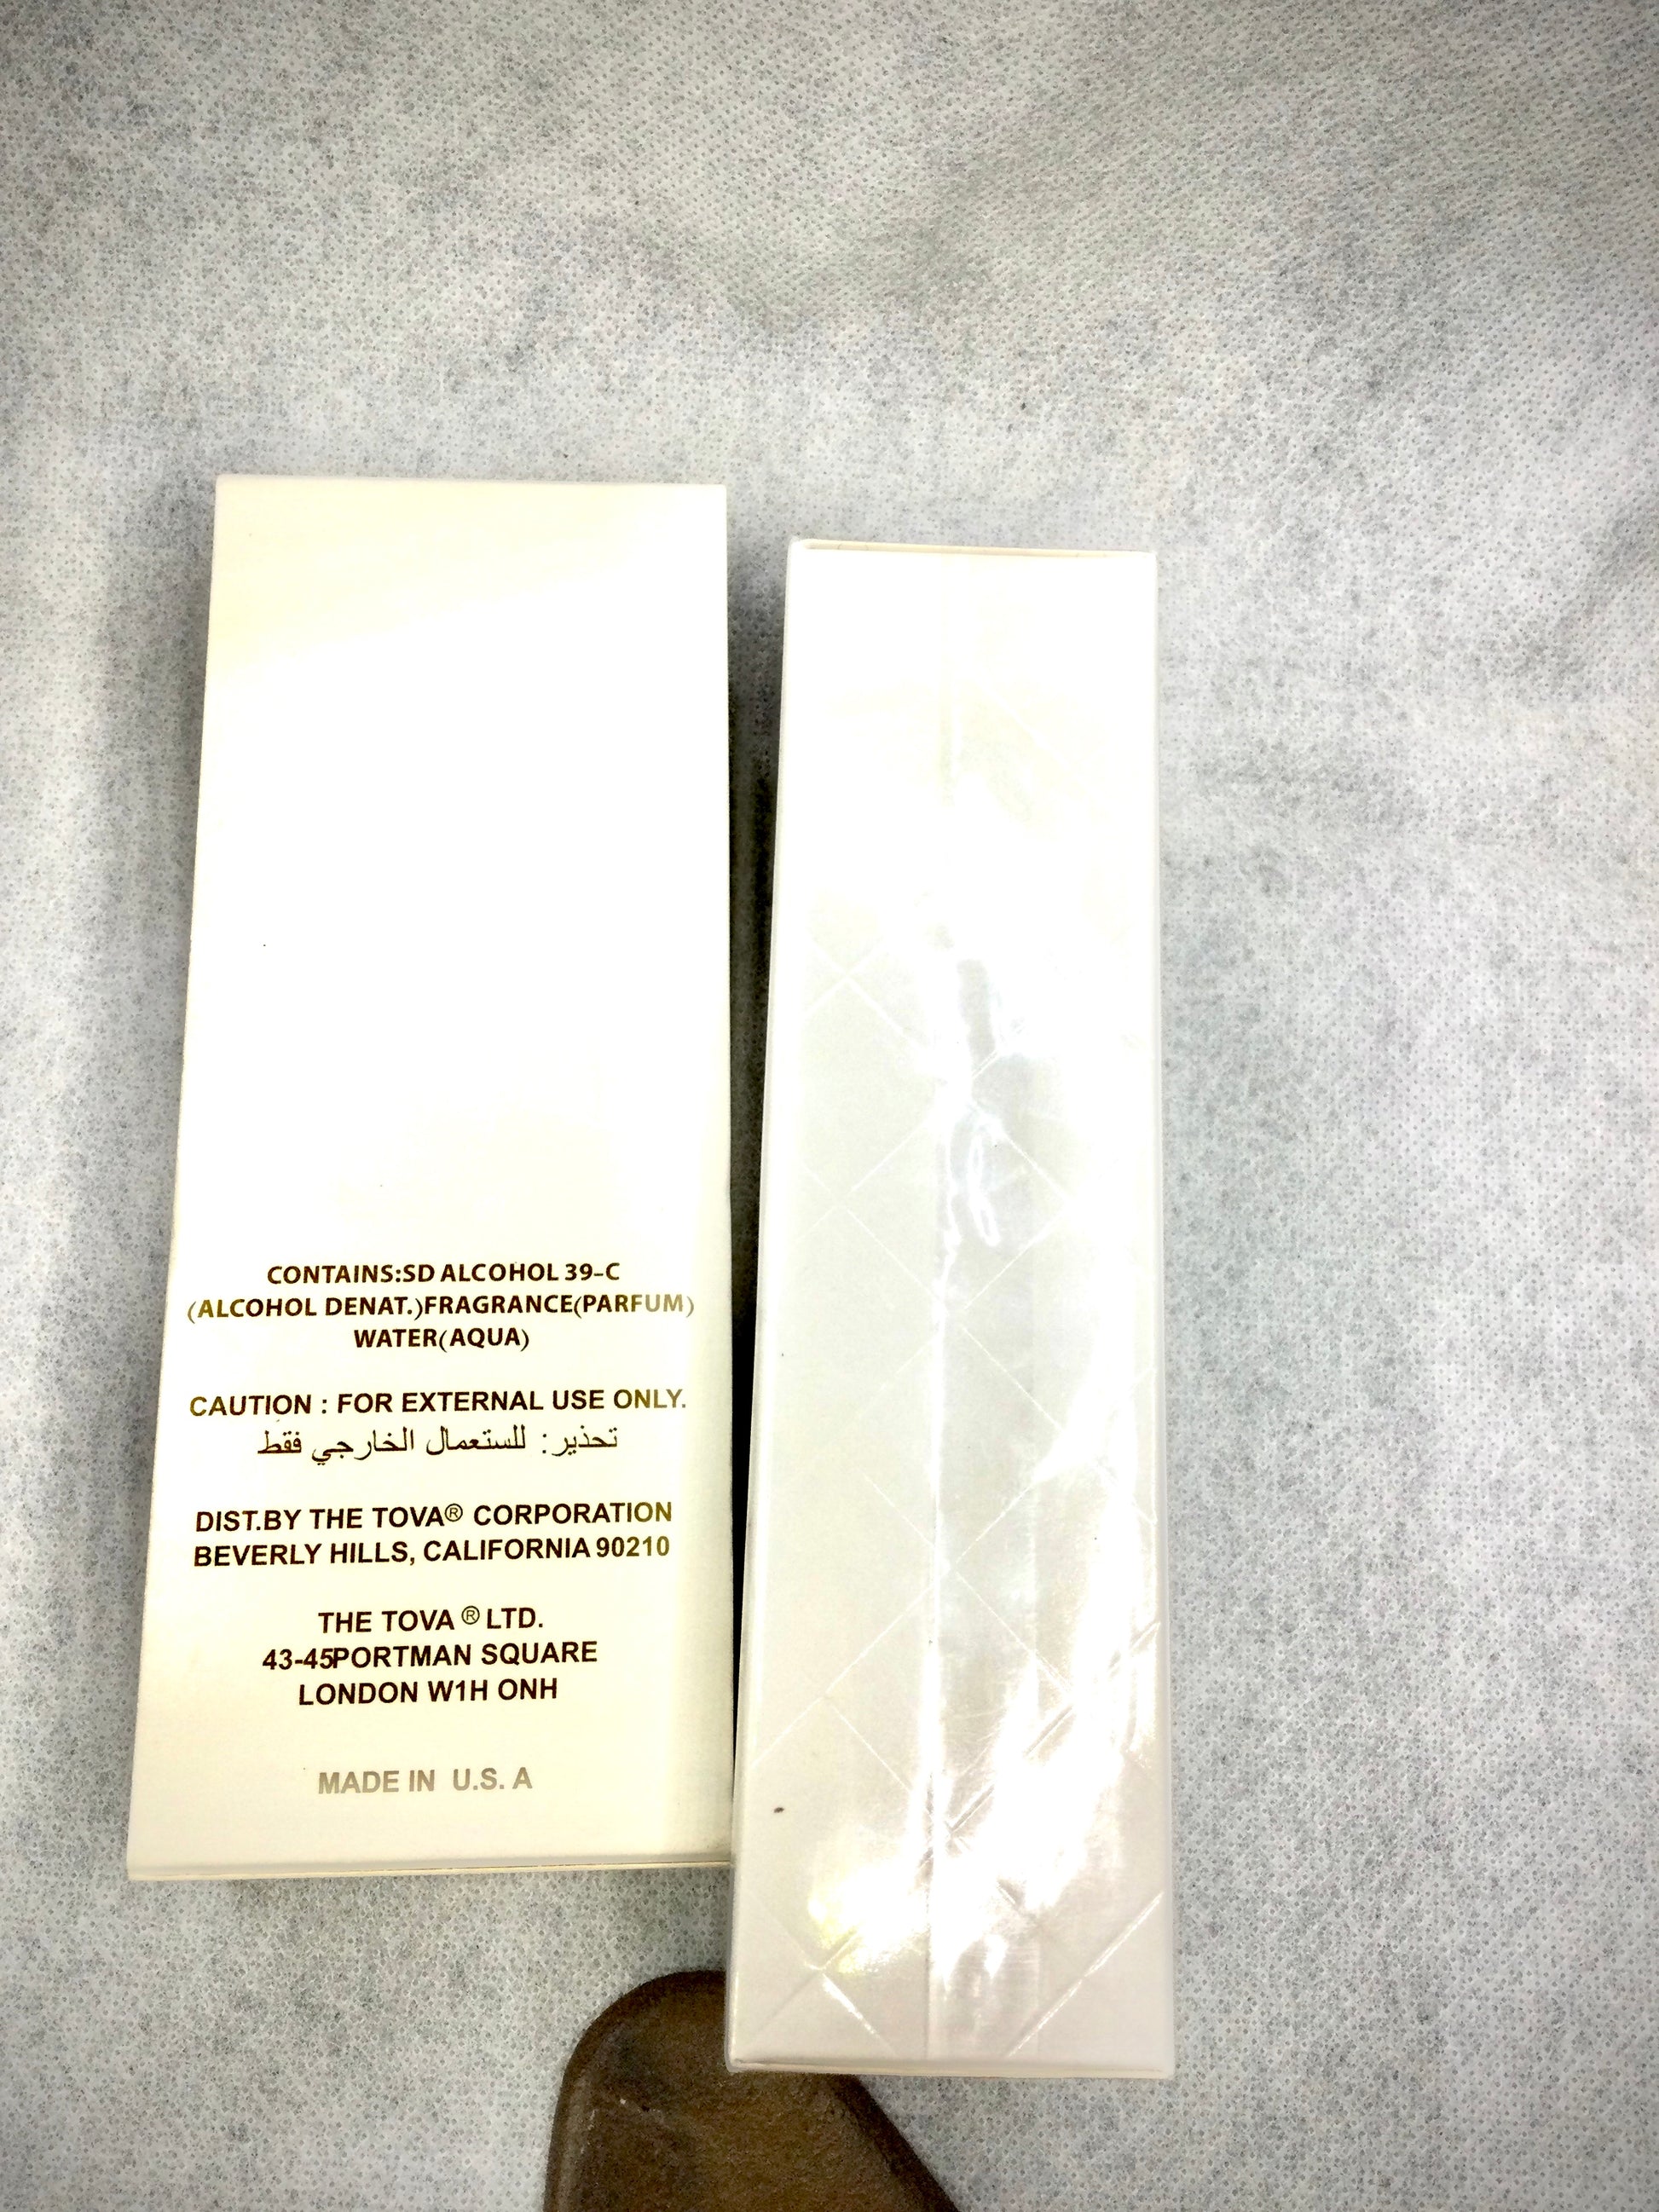 CONTAINS:SD ALCOHOL 39-C
(ALCOHOL DENAT.)FRAGRANCE(PARFUM)
WATER(AQUA)
CAUTION : FOR EXTERNAL USE ONLY.
تحذير: للستعمال الخارجي فقط
DIST.BY THE TOVA® CORPORATION
BEVERLY HILLS, CALIFORNIA 90210
THE TOVA ® LTD.
43-45PORTMAN SQUARE
LONDON W1H ONH
MADE IN U.S. A